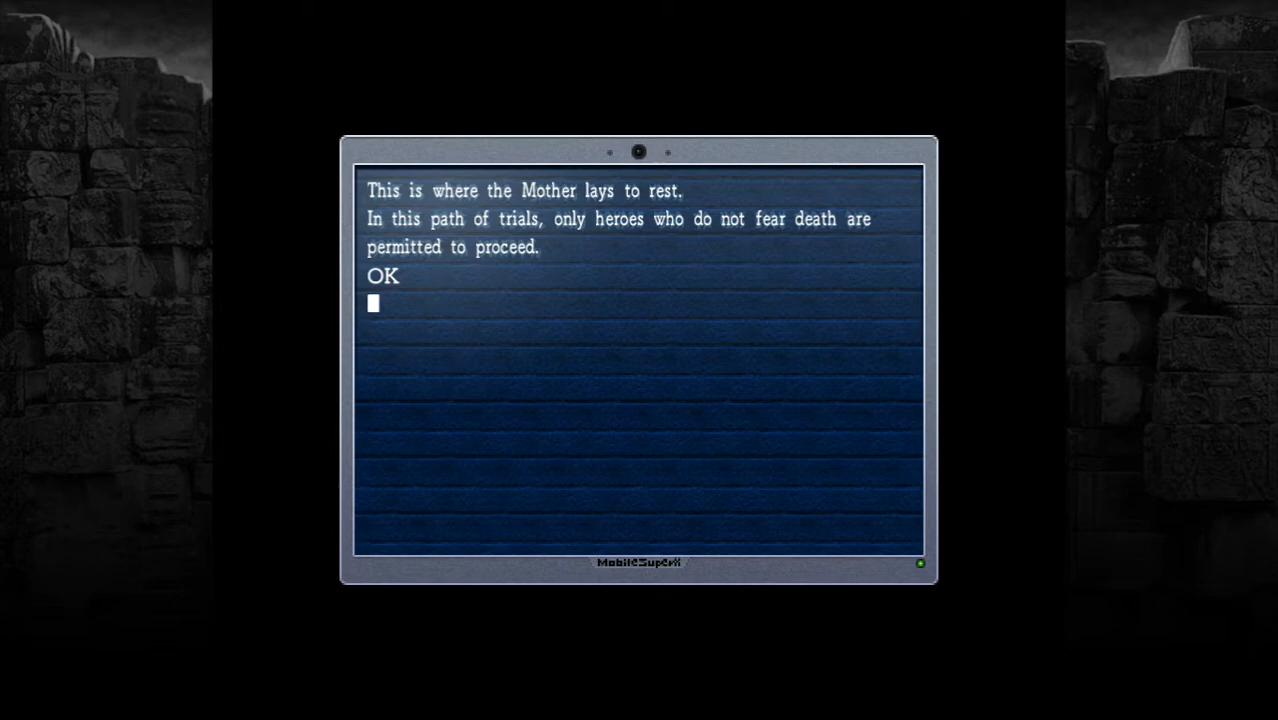 This is where the Mother lays to rest.
In this path of trials, only heroes who do not fear death are
permitted to proceed.
OK
MobileSuperX